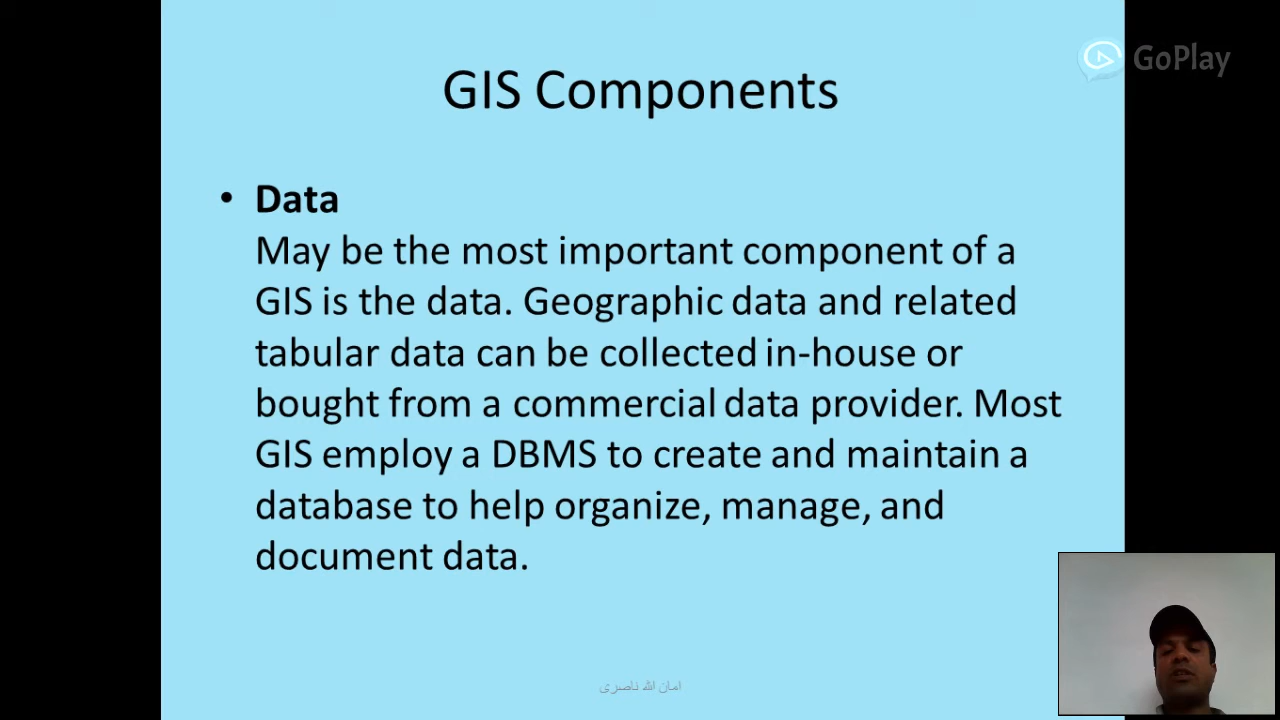 GoPlay
GIS Components
• Data
May be the most important component of a
GIS is the data. Geographic data and related
tabular data can be collected in-house or
bought from a commercial data provider. Most
GIS employ a DBMS to create and maintain a
database to help organize, manage, and
document data.
امان الله ناصری